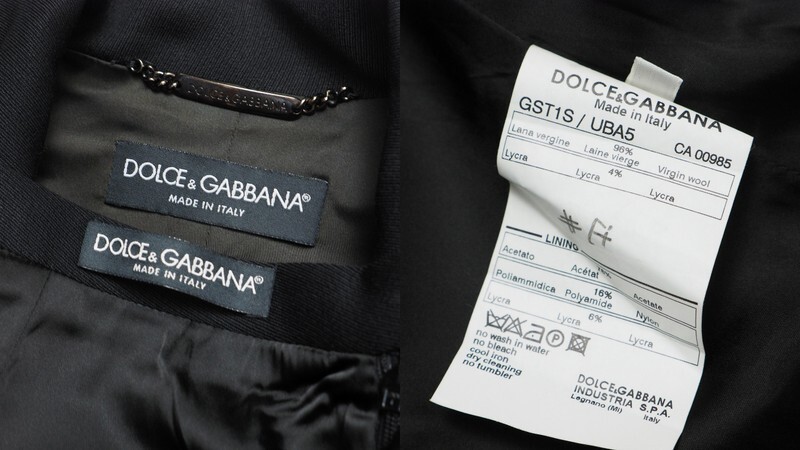 DOLCE&GABBANA
DOLCE & GABBANA®
MADE IN ITALY
DOLCE & GABBANA®
MADE IN ITALY
DOLCE&GABBANA
Made in Italy
GST1S / UBA5 CA 00985
Lana vergine 96% Laine vierge Virgin wool
Lycra 4% Lycra Lycra
LINING
Acetato Acétat Acetate
Poliammidica 16% Polyamide Nylon
Lycra 6% Lycra Lycra
no wash in water
no bleach
cool iron
dry cleaning
no tumbler
DOLCE&GABBANA
INDUSTRIA S.P.A.
Legnano (Mi) Italy